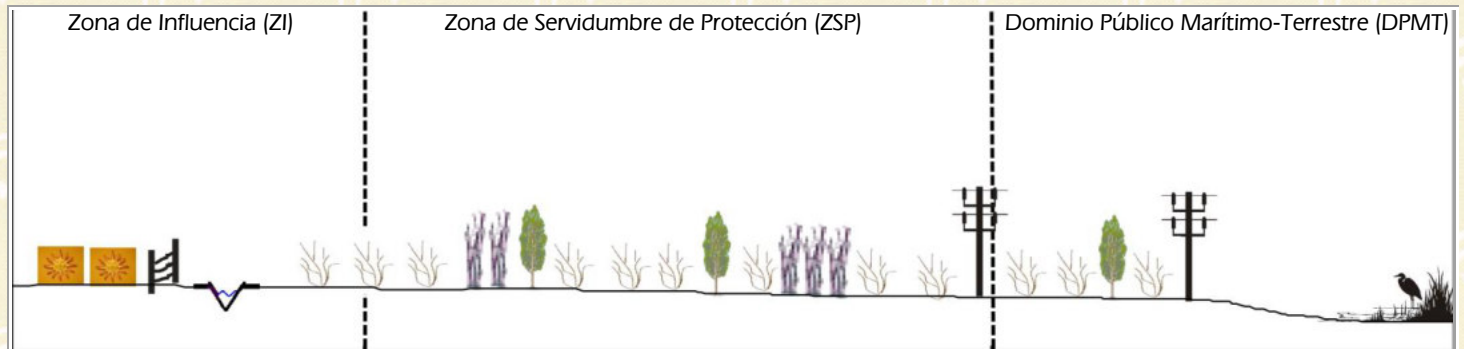 Zona de Influencia (ZI)
Zona de Servidumbre de Protección (ZSP)
Dominio Público Marítimo-Terrestre (DPMT)